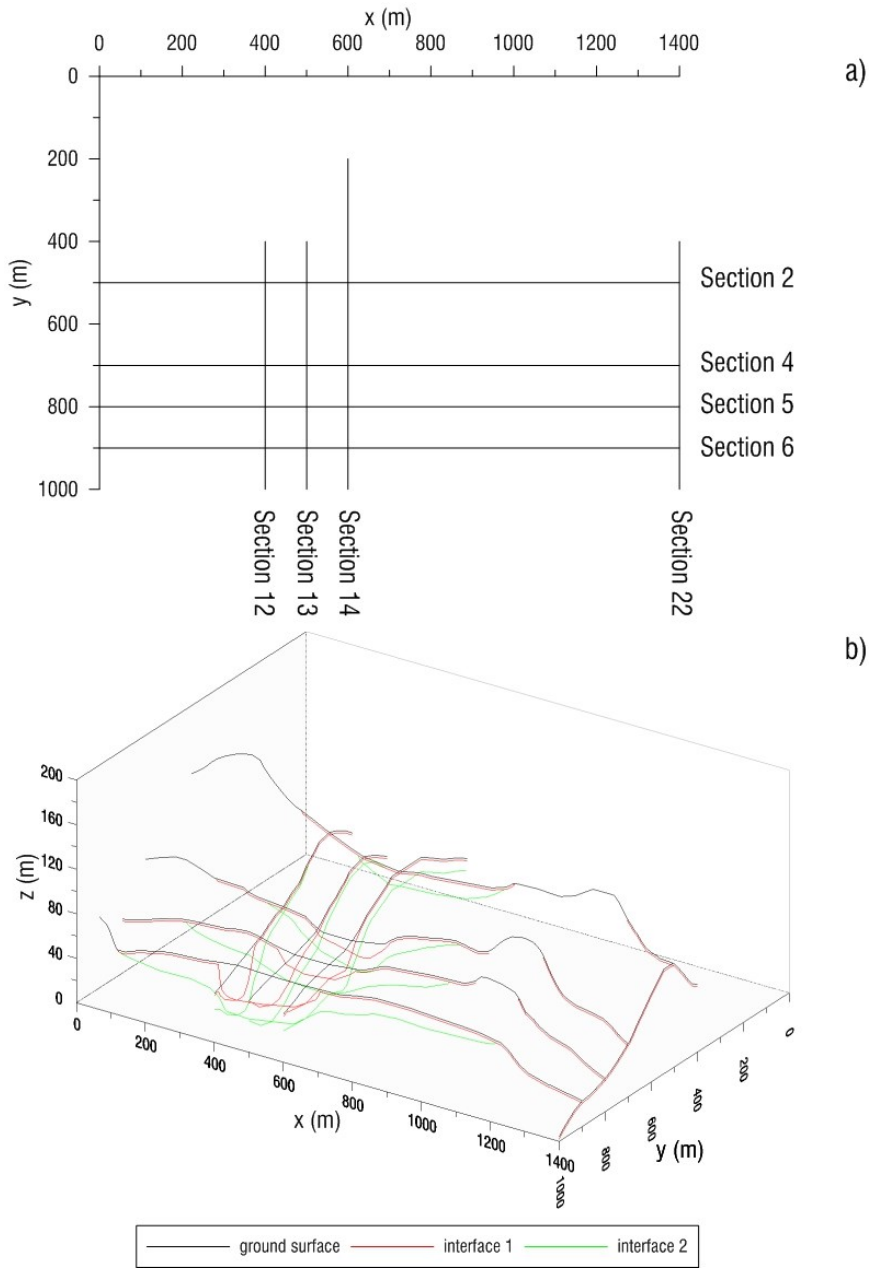 x (m)
0 200 400 600 800 1000 1200 1400
a)
0
200
400
600
800
1000
y (m)
Section 2
Section 4
Section 5
Section 6
Section 12
Section 13
Section 14
Section 22
b)
200
160
120
80
40
0
z (m)
0
200
400
600
800
1000
1200
1400
x (m)
0
200
400
600
800
1000
y (m)
ground surface interface 1 interface 2